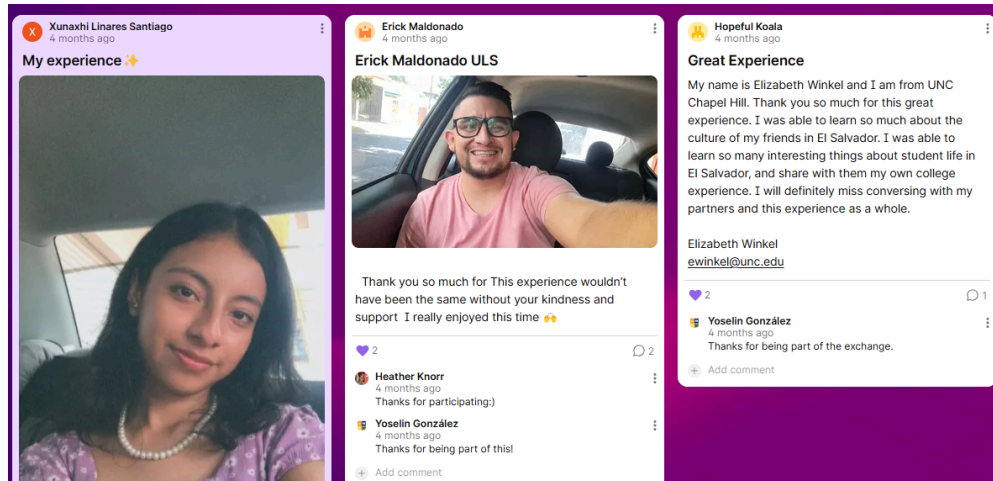 Xunaxhi Linares Santiago
4 months ago
My experience✨
Erick Maldonado
4 months ago
Erick Maldonado ULS
Thank you so much for This experience wouldn’t
have been the same without your kindness and
support  I really enjoyed this time 🙌
2
2
Heather Knorr
4 months ago
Thanks for participating:)
Yoselin González
4 months ago
Thanks for being part of this!
Add comment
Hopeful Koala
4 months ago
Great Experience
My name is Elizabeth Winkel and I am from UNC
Chapel Hill. Thank you so much for this great
experience. I was able to learn so much about the
culture of my friends in El Salvador. I was able to
learn so many interesting things about student life in
El Salvador, and share with them my own college
experience. I will definitely miss conversing with my
partners and this experience as a whole.
Elizabeth Winkel
ewinkel@unc.edu
2
1
Yoselin González
4 months ago
Thanks for being part of the exchange.
Add comment